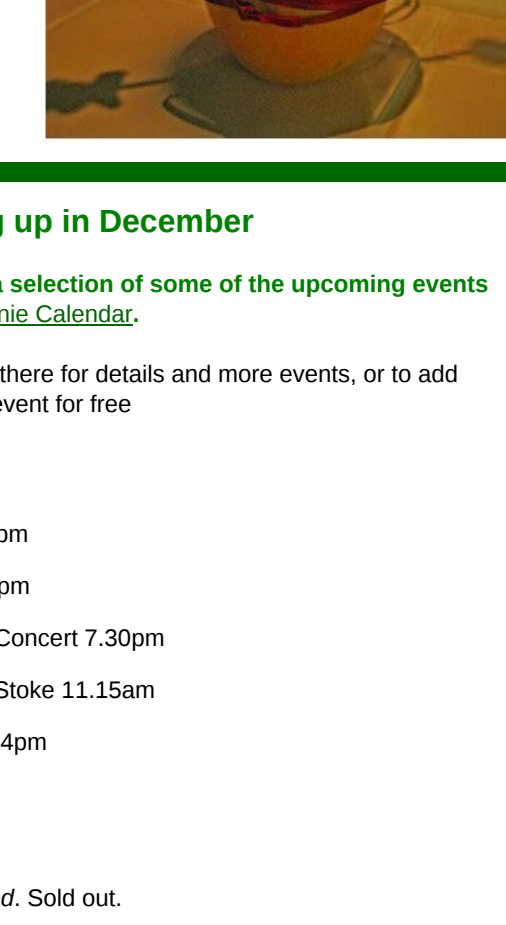 up in December
selection of some of the upcoming events
Calendar.
there for details and more events, or to add
event for free
pm
pm
Concert 7.30pm
Stoke 11.15am
4pm
. Sold out.